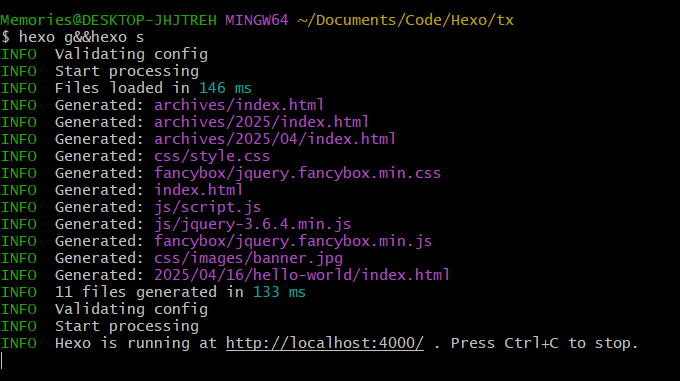 Memories@DESKTOP-JHJTREH MINGW64 ~/Documents/Code/Hexo/tx
$ hexo g&&hexo s
INFO  Validating config
INFO  Start processing
INFO  Files loaded in 146 ms
INFO  Generated: archives/index.html
INFO  Generated: archives/2025/index.html
INFO  Generated: archives/2025/04/index.html
INFO  Generated: css/style.css
INFO  Generated: fancybox/jquery.fancybox.min.css
INFO  Generated: index.html
INFO  Generated: js/script.js
INFO  Generated: js/jquery-3.6.4.min.js
INFO  Generated: fancybox/jquery.fancybox.min.js
INFO  Generated: css/images/banner.jpg
INFO  Generated: 2025/04/16/hello-world/index.html
INFO  11 files generated in 133 ms
INFO  Validating config
INFO  Start processing
INFO  Hexo is running at http://localhost:4000/ . Press Ctrl+C to stop.